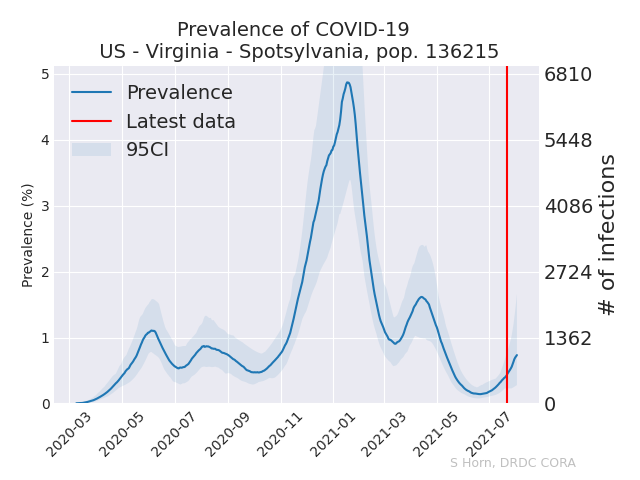 Prevalence of COVID-19
US - Virginia - Spotsylvania, pop. 136215
Prevalence
Latest data
95CI
Prevalence (%)
5
4
3
2
1
0
6810
5448
4086
2724
1362
0
# of infections
2020-03
2020-05
2020-07
2020-09
2020-11
2021-01
2021-03
2021-05
2021-07
S Horn, DRDC CORA